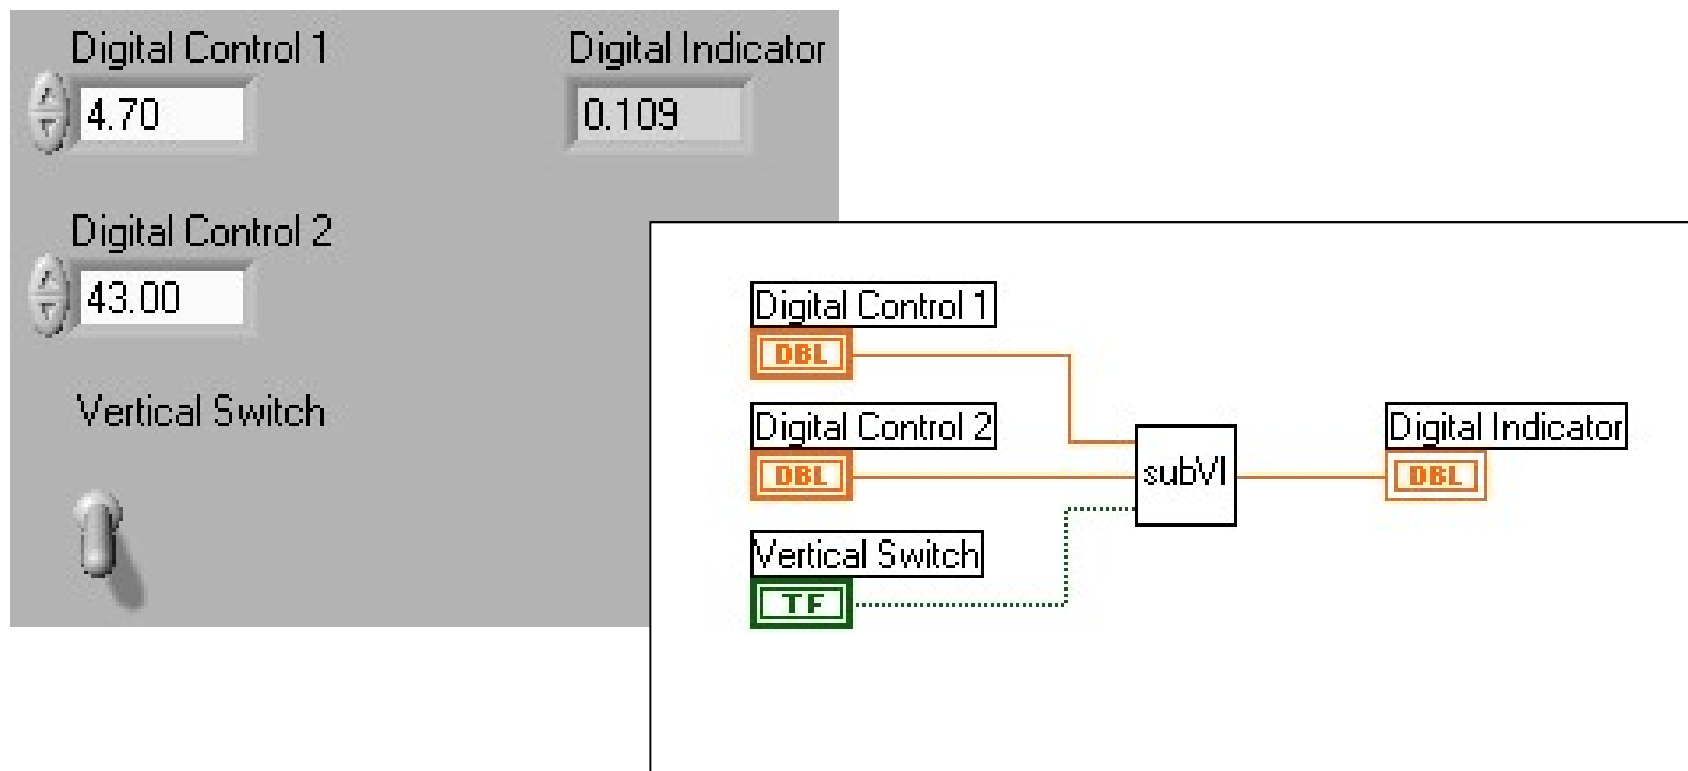 Digital Control 1
4.70
Digital Indicator
0.109
Digital Control 2
43.00
Vertical Switch
Digital Control 1
DBL
Digital Control 2
DBL
Vertical Switch
TF
subVI
Digital Indicator
DBL